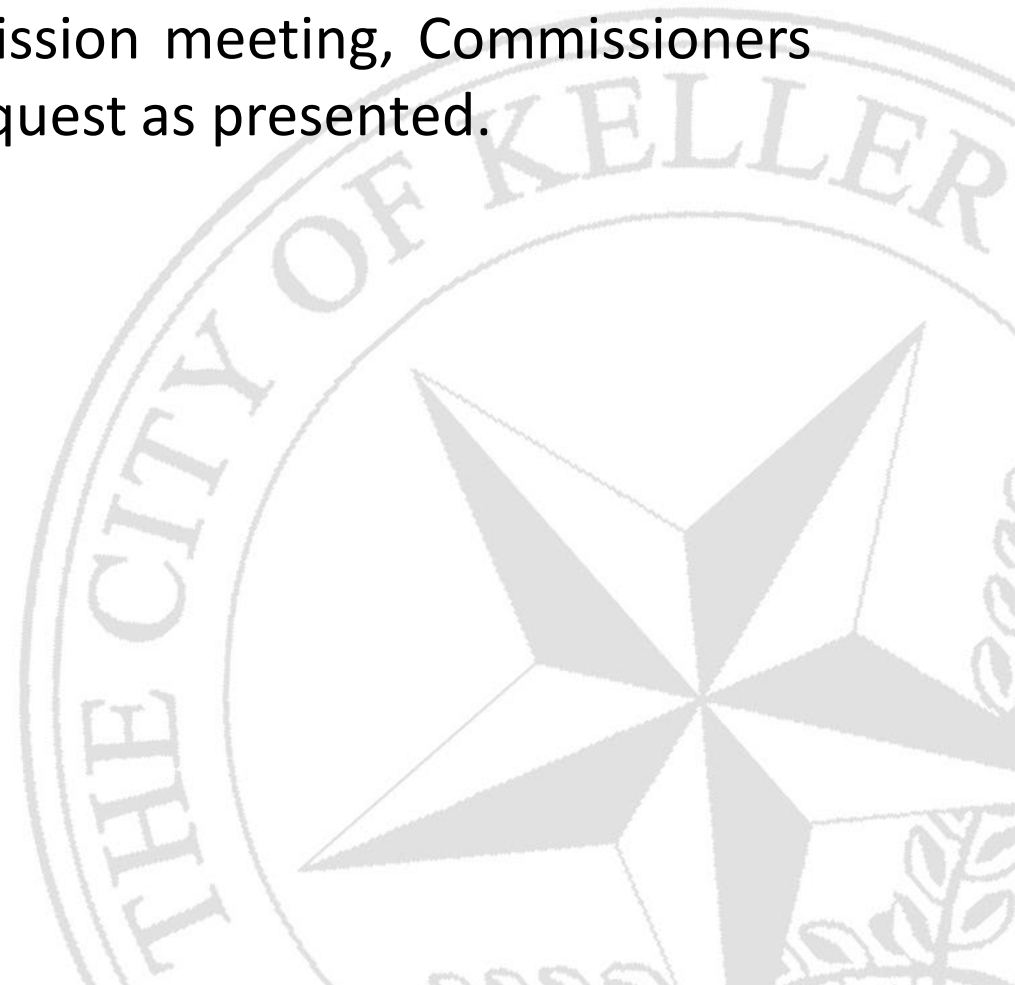 ission meeting, Commissioners
quest as presented.
THE CITY OF KELLER